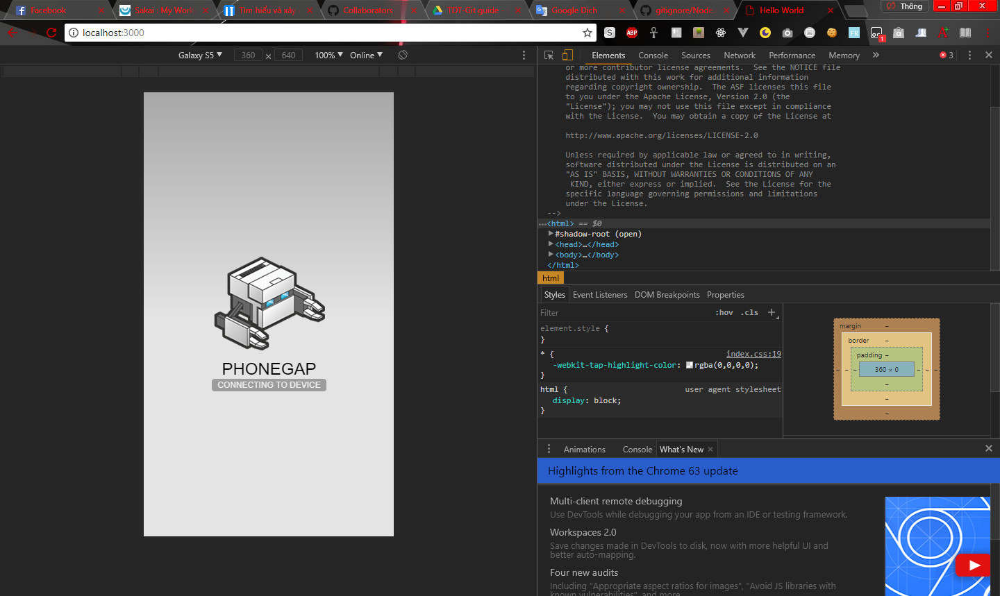 Facebook
Sakai : My Work
Tìm hiểu và xây
Collaborators
TDT-Git guide
Google Dịch
gitignore/Node.
Hello World
Thông
localhost:3000
S
ABP
FR
1
Galaxy S5 ▼ 360 × 640 100% ▼ Online ▼
Elements Console Sources Network Performance Memory » 3
or more contributor license agreements. See the NOTICE file
distributed with this work for additional information
regarding copyright ownership. The ASF licenses this file
to you under the Apache License, Version 2.0 (the
"License"); you may not use this file except in compliance
with the License. You may obtain a copy of the License at
http://www.apache.org/licenses/LICENSE-2.0
Unless required by applicable law or agreed to in writing,
software distributed under the License is distributed on an
"AS IS" BASIS, WITHOUT WARRANTIES OR CONDITIONS OF ANY
KIND, either express or implied. See the License for the
specific language governing permissions and limitations
under the License.
-->
…<html> == $0
▶#shadow-root (open)
▶<head>…</head>
▶<body>…</body>
</html>
html
PHONEGAP
CONNECTING TO DEVICE
Styles Event Listeners DOM Breakpoints Properties
Filter :hov .cls +
element.style {
}
* { index.css:19
-webkit-tap-highlight-color: rgba(0,0,0,0);
}
html { user agent stylesheet
display: block;
}
margin –
border –
padding –
– – – 360 × 0 – – –
–
–
–
Animations Console What's New ×
Highlights from the Chrome 63 update
Multi-client remote debugging
Use DevTools while debugging your app from an IDE or testing framework.
Workspaces 2.0
Save changes made in DevTools to disk, now with more helpful UI and
better auto-mapping.
Four new audits
Including "Appropriate aspect ratios for images", "Avoid JS libraries with
known vulnerabilities", and more.